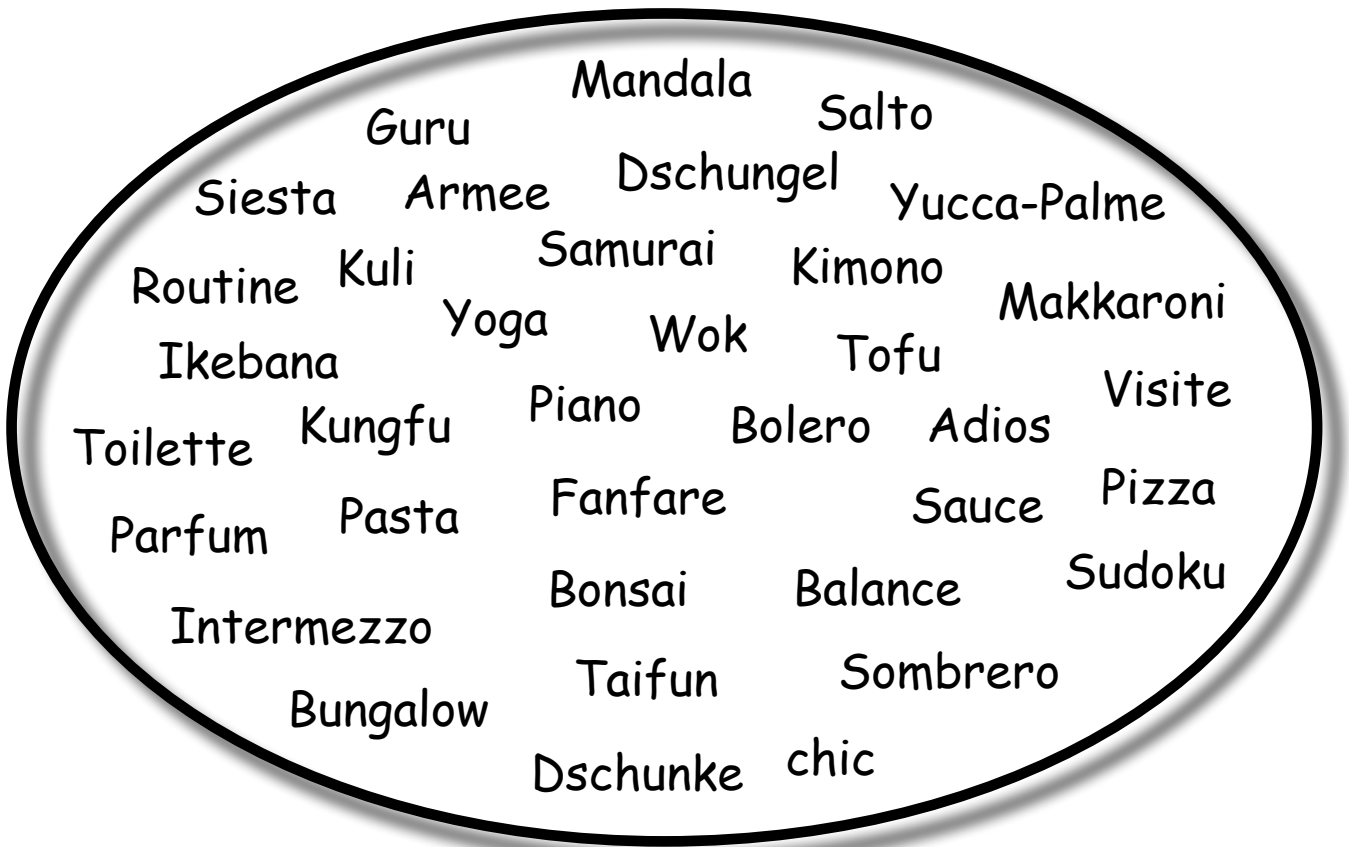 Mandala
Salto
Guru
Dschungel
Siesta
Armee
Yucca-Palme
Samurai
Kuli
Kimono
Routine
Makkaroni
Yoga
Wok
Tofu
Ikebana
Visite
Piano
Kungfu
Bolero
Adios
Toilette
Pizza
Fanfare
Sauce
Pasta
Parfum
Sudoku
Bonsai
Balance
Intermezzo
Sombrero
Taifun
Bungalow
chic
Dschunke